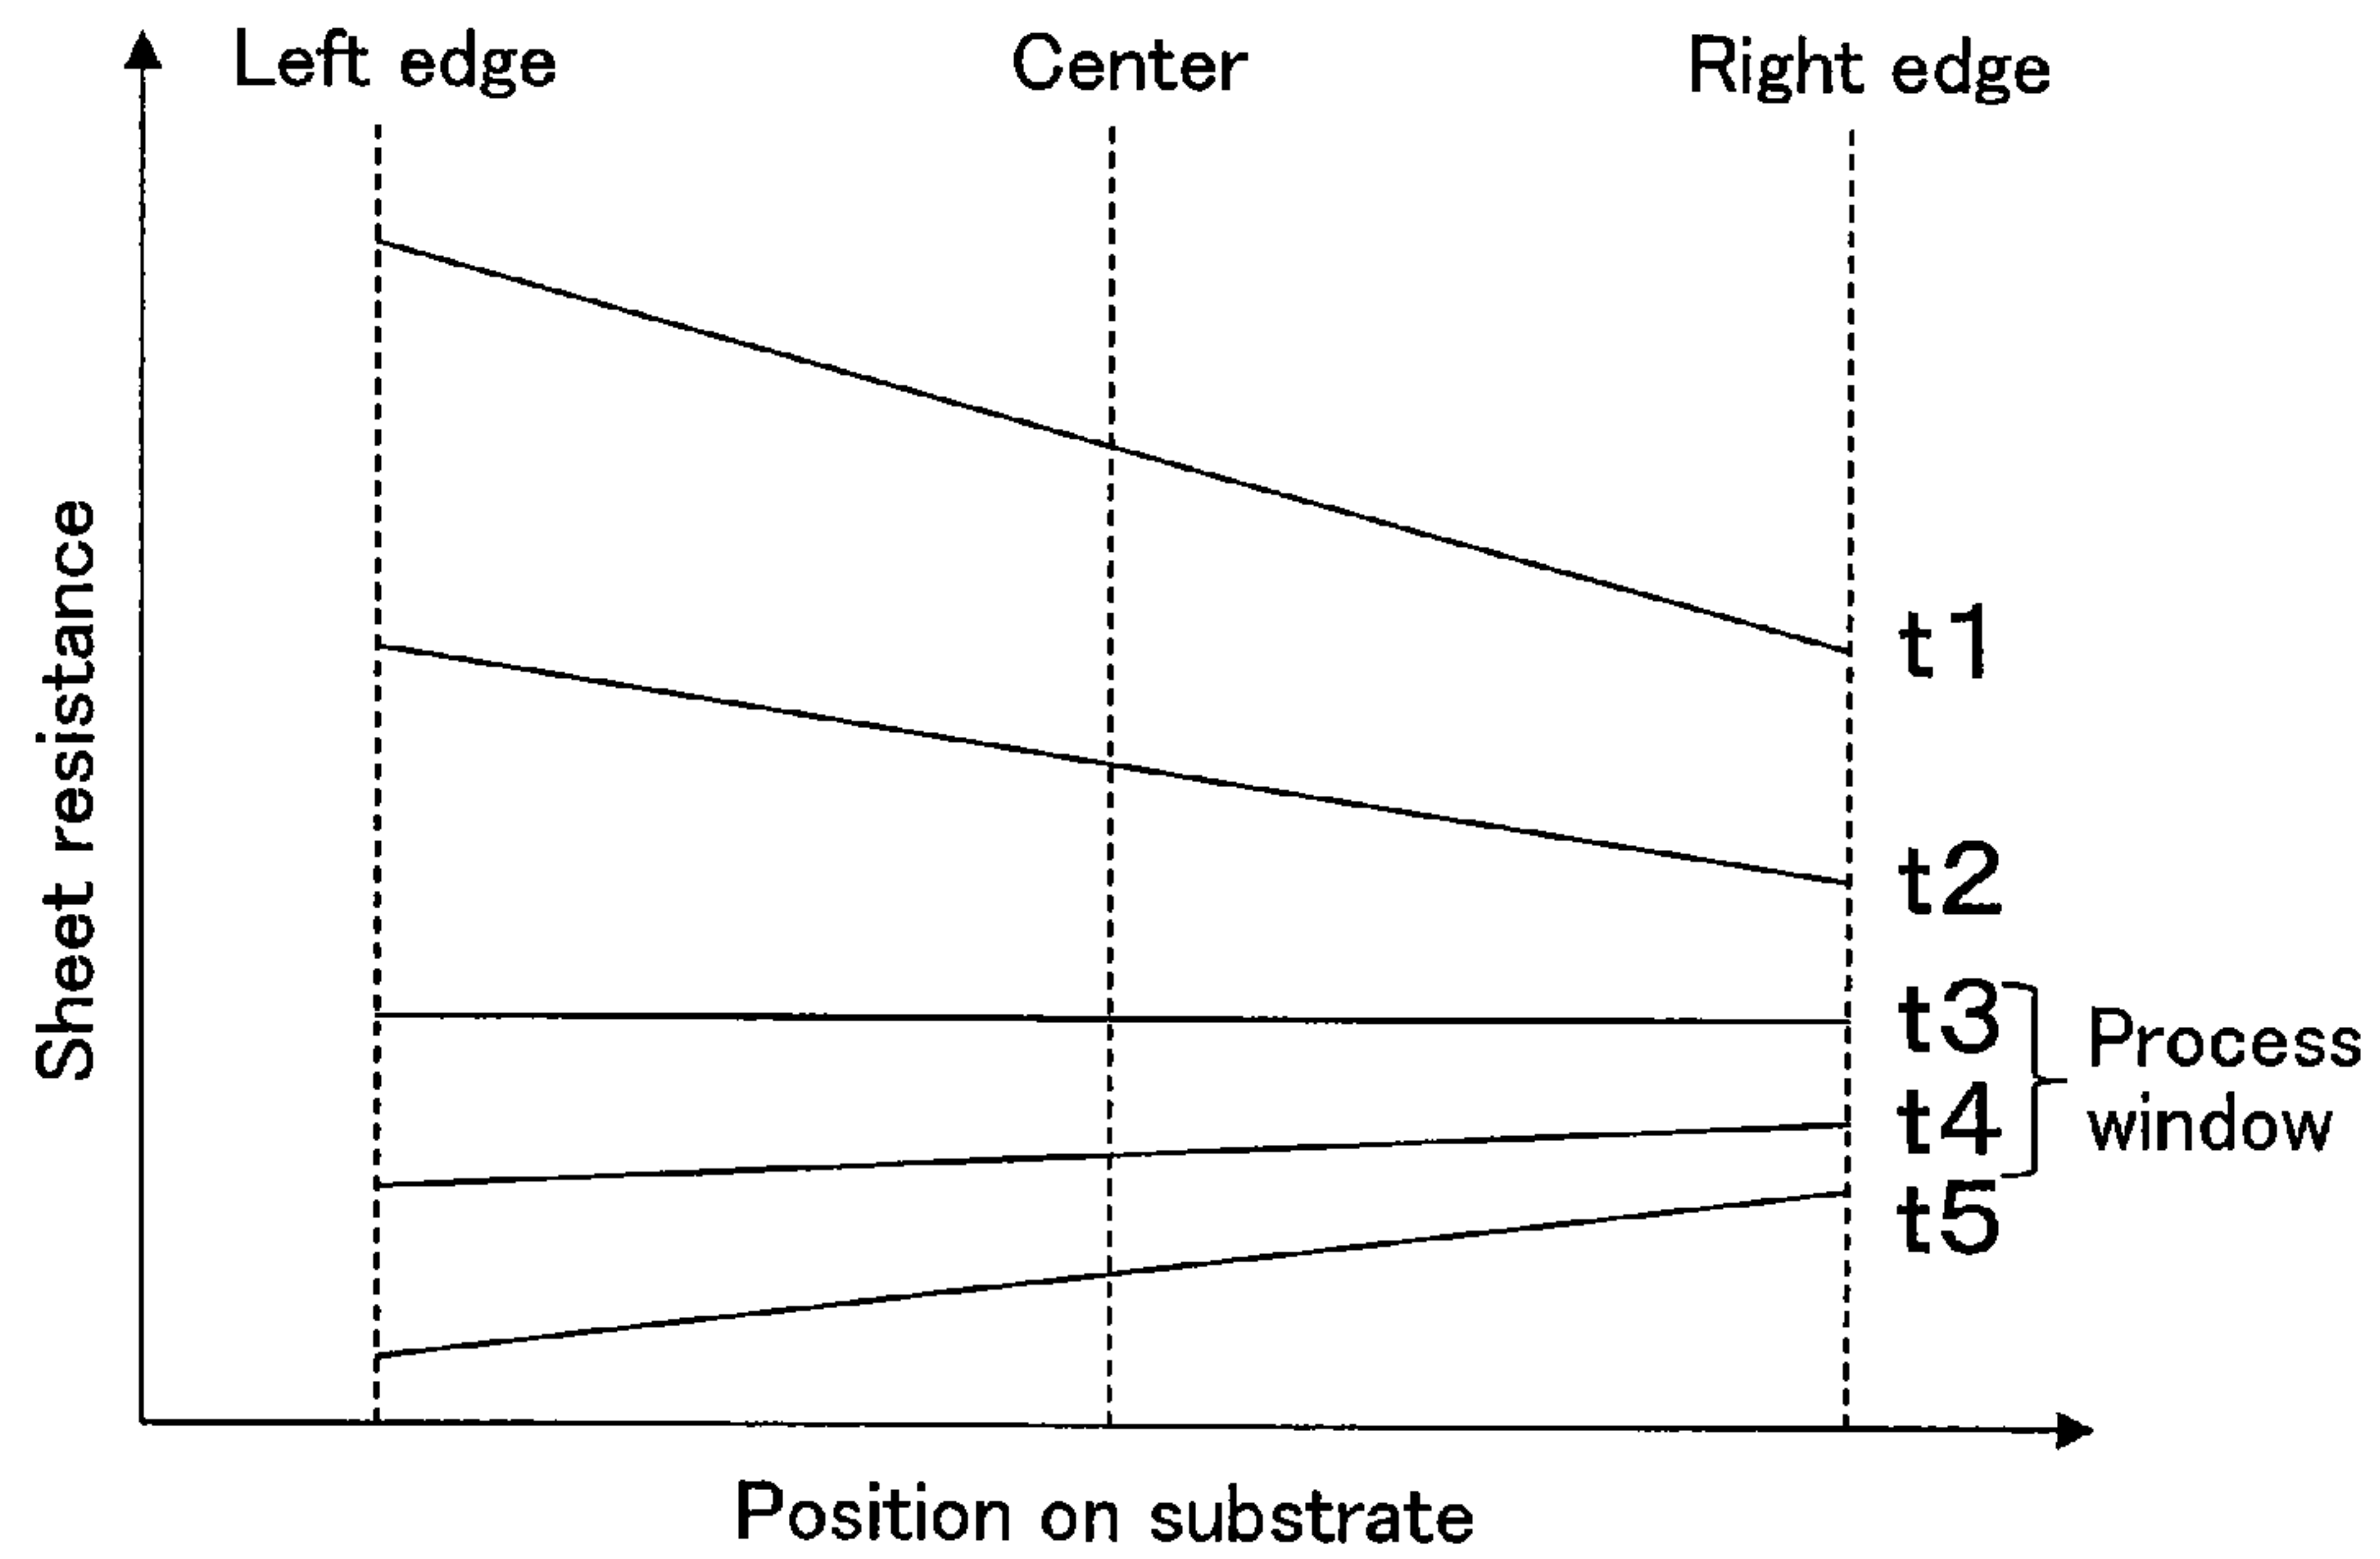 Left edge
Center
Right edge
Sheet resistance
t1
t2
t3
t4
t5
Process
window
Position on substrate